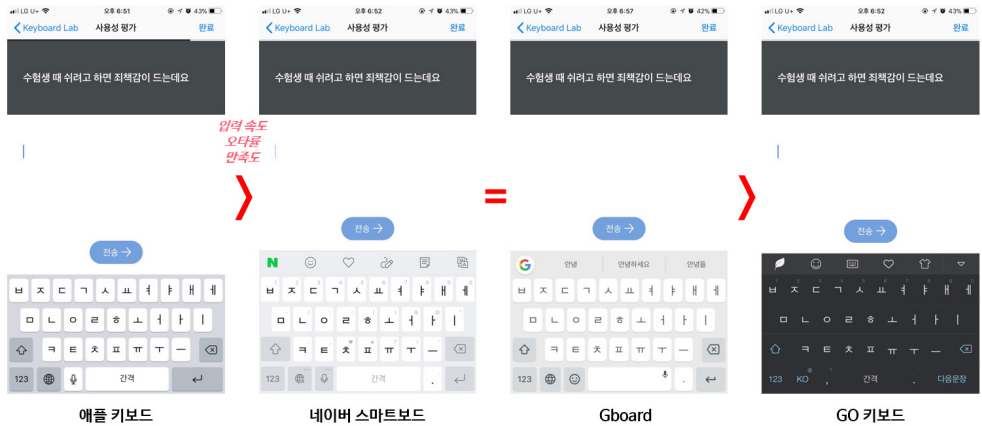 LG U+ 오후 6:51 43%
Keyboard Lab 사용성 평가 완료
수험생 때 쉬려고 하면 죄책감이 드는데요
전송 →
ㅂ ㅈ ㄷ ㄱ ㅅ ㅛ ㅕ ㅑ ㅐ ㅔ
ㅁ ㄴ ㅇ ㄹ ㅎ ㅗ ㅓ ㅏ ㅣ
ㅋ ㅌ ㅊ ㅍ ㅠ ㅜ ㅡ
123 간격
애플 키보드
입력 속도
오타률
만족도
〉
LG U+ 오후 6:52 43%
Keyboard Lab 사용성 평가 완료
수험생 때 쉬려고 하면 죄책감이 드는데요
전송 →
N
ㅂ ㅈ ㄷ ㄱ ㅅ ㅛ ㅕ ㅑ ㅐ ㅔ
ㅁ ㄴ ㅇ ㄹ ㅎ ㅗ ㅓ ㅏ ㅣ
ㅋ ㅌ ㅊ ㅍ ㅠ ㅜ ㅡ
123 간격 .
네이버 스마트보드
=
LG U+ 오후 6:57 42%
Keyboard Lab 사용성 평가 완료
수험생 때 쉬려고 하면 죄책감이 드는데요
전송 →
G 안녕 안녕하세요 안녕들
ㅂ ㅈ ㄷ ㄱ ㅅ ㅛ ㅕ ㅑ ㅐ ㅔ
ㅁ ㄴ ㅇ ㄹ ㅎ ㅗ ㅓ ㅏ ㅣ
ㅋ ㅌ ㅊ ㅍ ㅠ ㅜ ㅡ
123 .
Gboard
〉
LG U+ 오후 6:52 43%
Keyboard Lab 사용성 평가 완료
수험생 때 쉬려고 하면 죄책감이 드는데요
전송 →
ㅂ ㅈ ㄷ ㄱ ㅅ ㅛ ㅕ ㅑ ㅐ ㅔ
ㅁ ㄴ ㅇ ㄹ ㅎ ㅗ ㅓ ㅏ ㅣ
ㅋ ㅌ ㅊ ㅍ ㅠ ㅜ ㅡ
123 KO , 간격 . 다음문장
GO 키보드